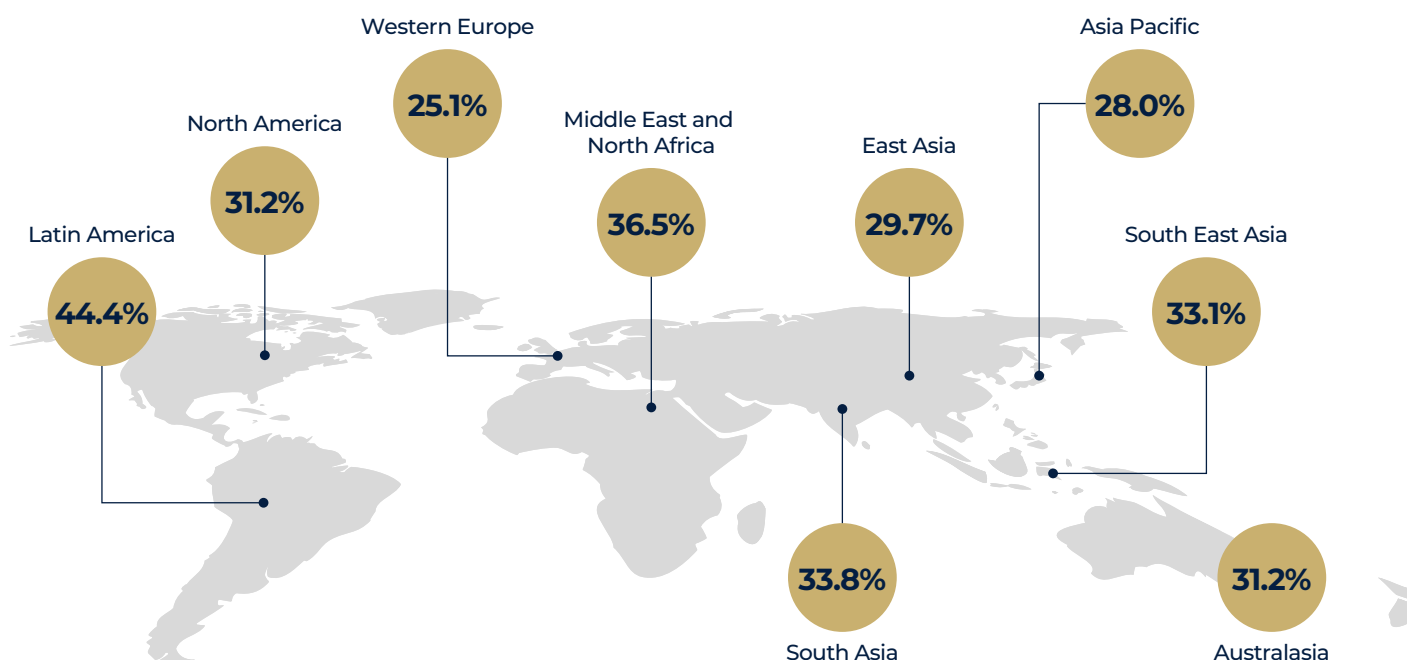 Western Europe
25.1%
Asia Pacific
28.0%
North America
31.2%
Middle East and
North Africa
36.5%
East Asia
29.7%
Latin America
44.4%
South East Asia
33.1%
33.8%
South Asia
31.2%
Australasia